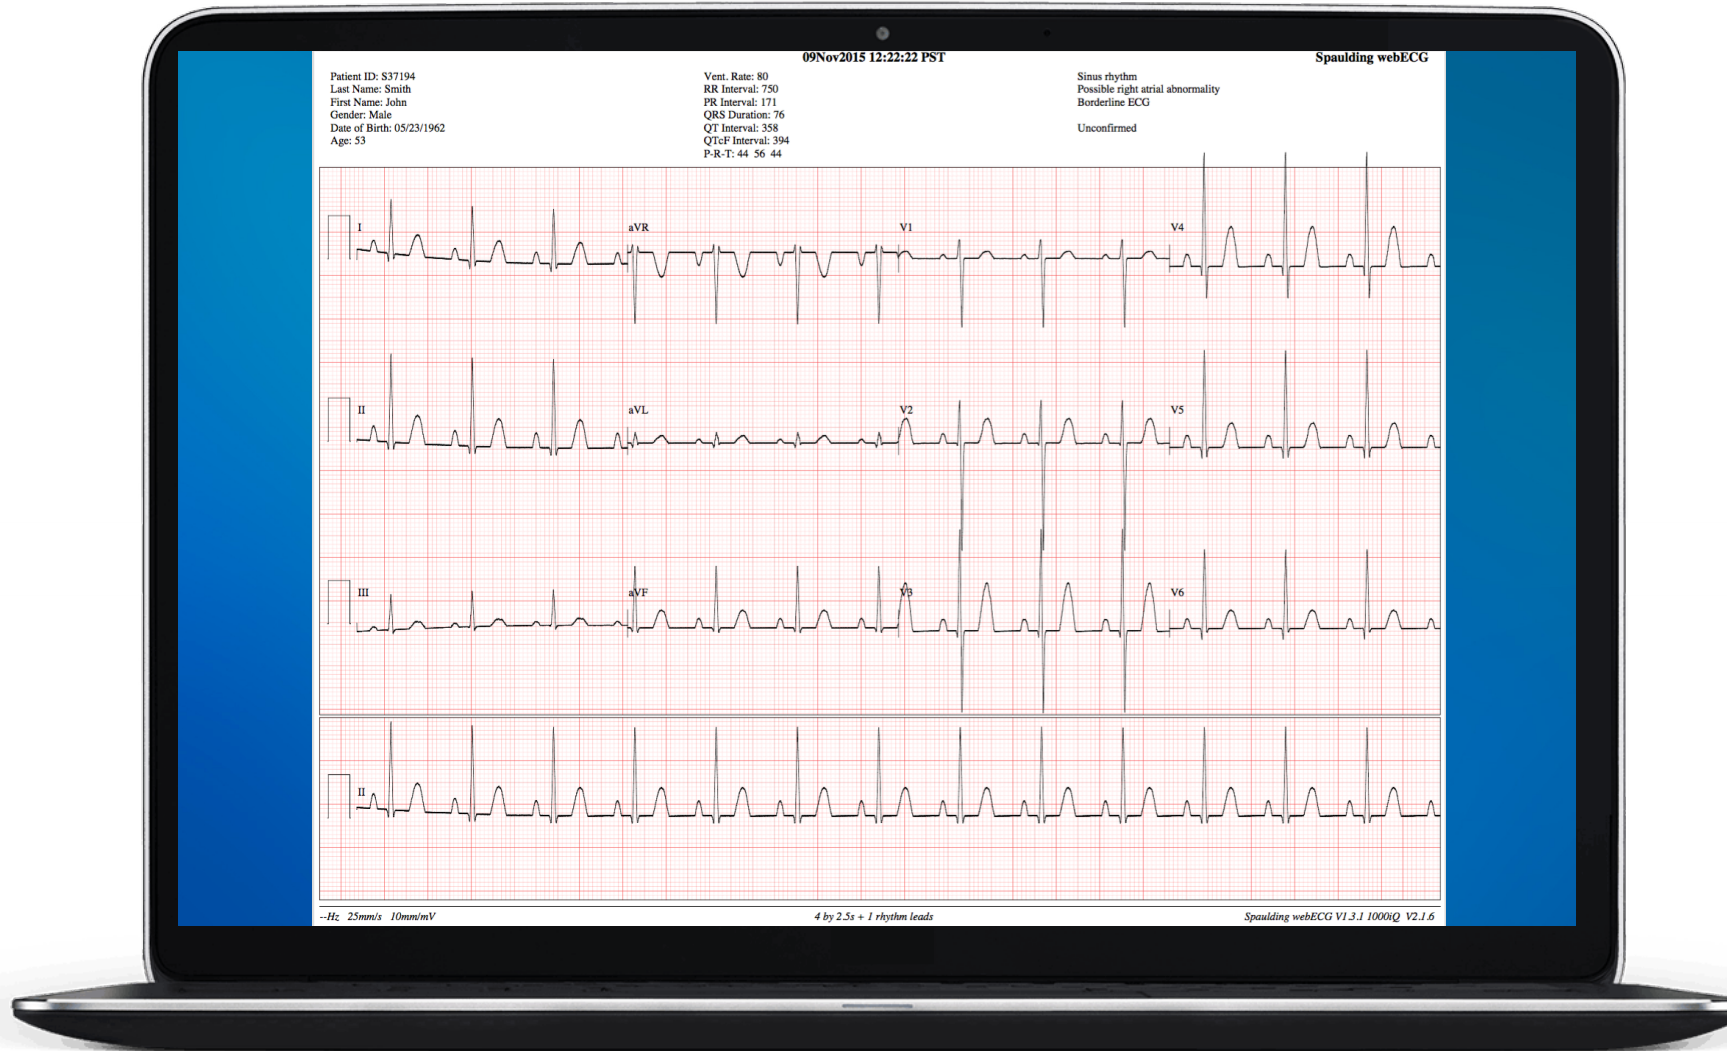 09Nov2015 12:22:22 PST
Spaulding webECG
Patient ID: S37194
Last Name: Smith
First Name: John
Gender: Male
Date of Birth: 05/23/1962
Age: 53
Vent. Rate: 80
RR Interval: 750
PR Interval: 171
QRS Duration: 76
QT Interval: 358
QTcF Interval: 394
P-R-T: 44 56 44
Sinus rhythm
Possible right atrial abnormality
Borderline ECG
Unconfirmed
I
aVR
V1
V4
II
aVL
V2
V5
III
aVF
V3
V6
II
--Hz 25mm/s 10mm/mV
4 by 2.5s + 1 rhythm leads
Spaulding webECG V1.3.1 1000iQ V2.1.6